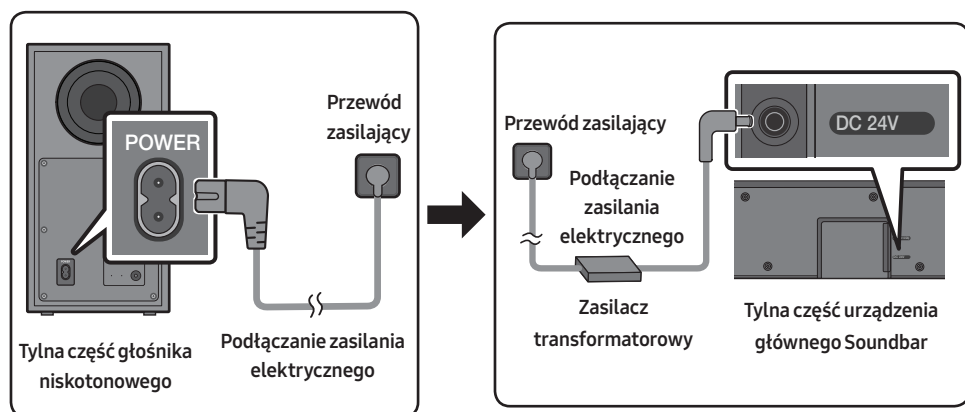 POWER
Przewód
zasilający
Tylna część głośnika
niskotonowego
Podłączanie zasilania
elektrycznego
Przewód zasilający
Podłączanie
zasilania
elektrycznego
Zasilacz
transformatorowy
DC 24V
Tylna część urządzenia
głównego Soundbar